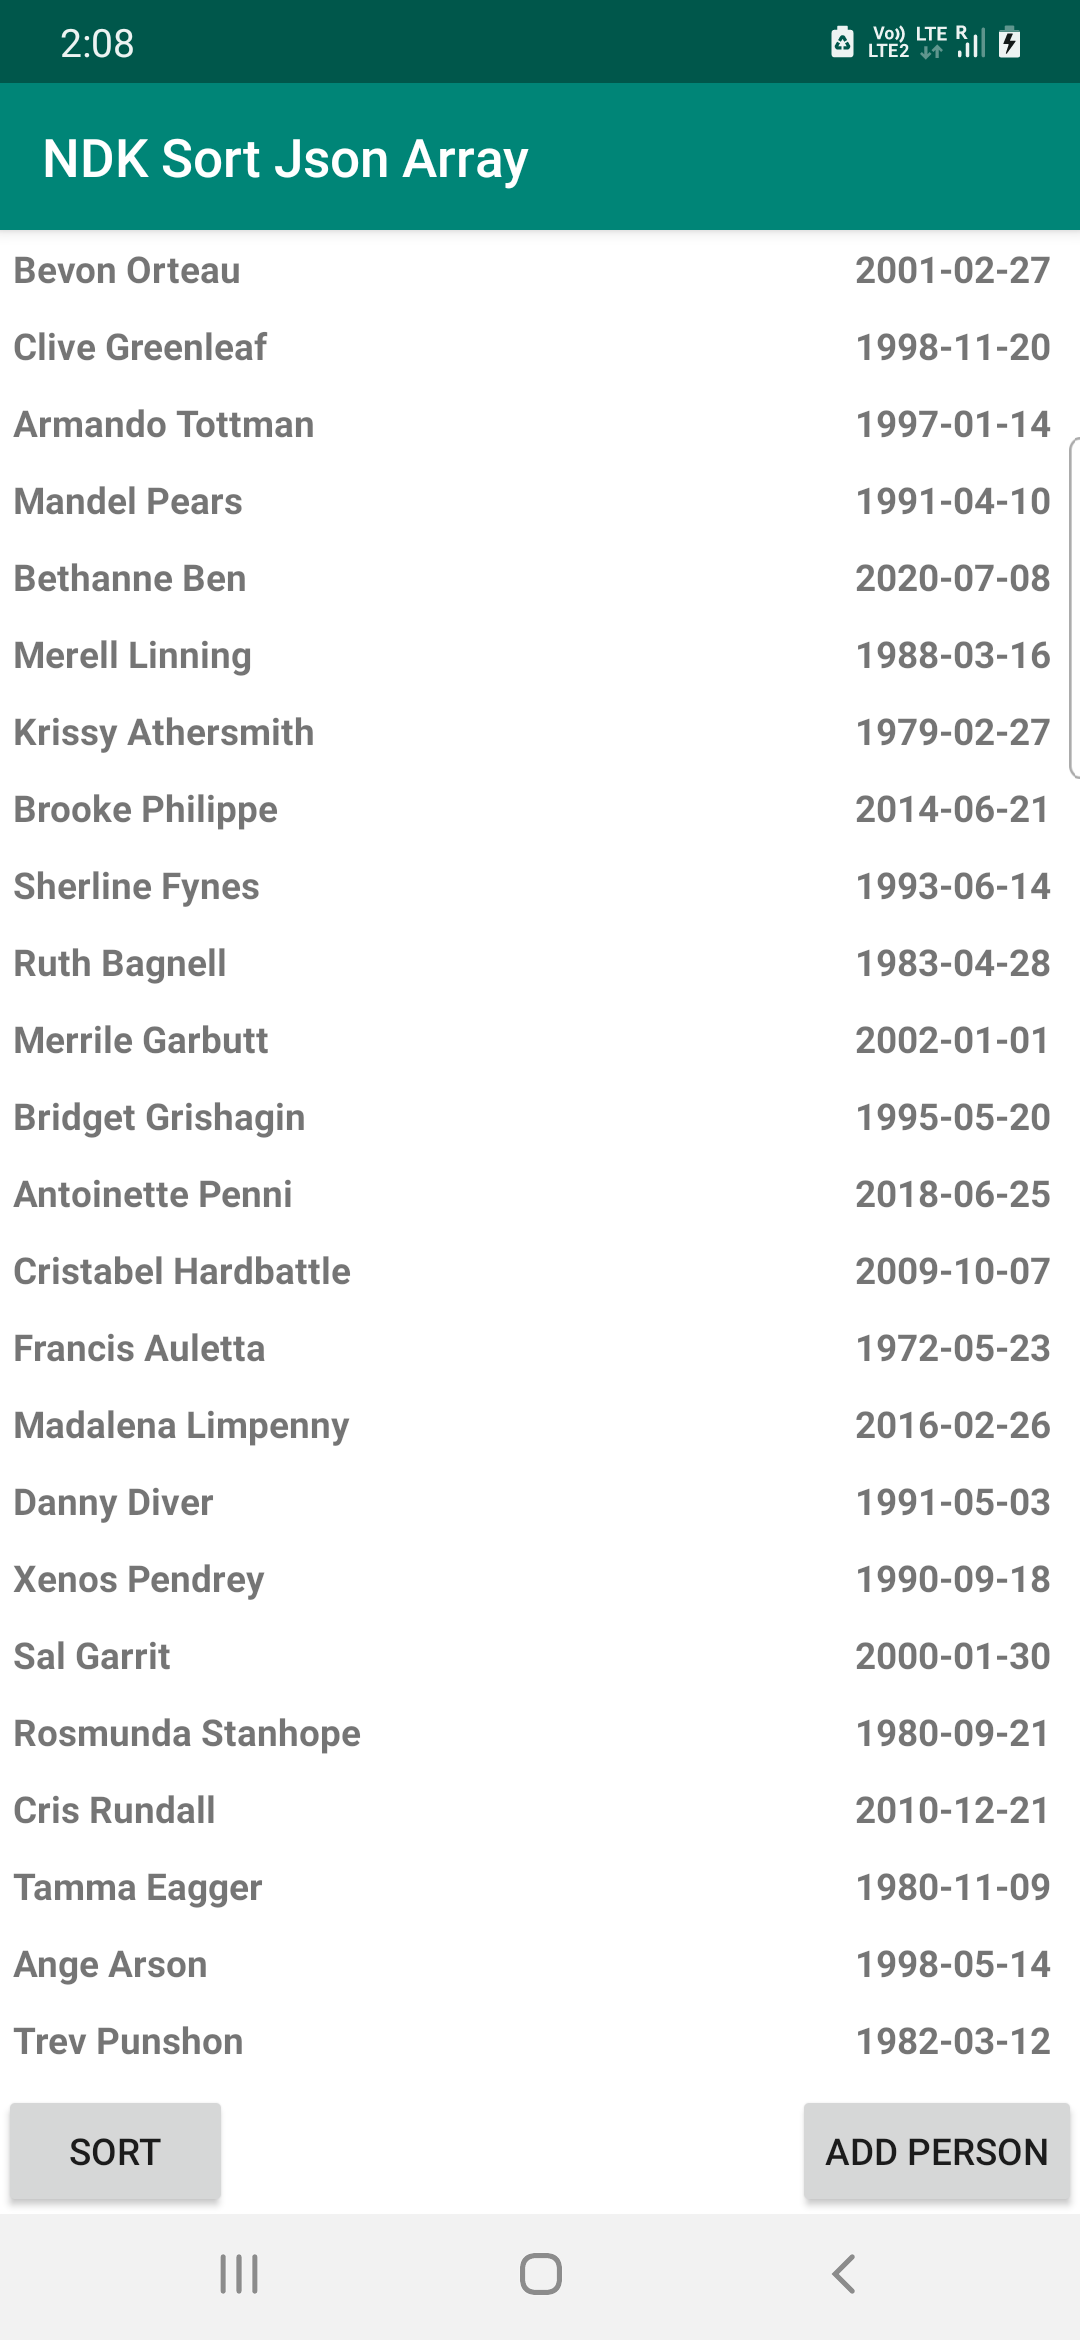 2:08 Vo)) LTE R
LTE2
NDK Sort Json Array
Bevon Orteau 2001-02-27
Clive Greenleaf 1998-11-20
Armando Tottman 1997-01-14
Mandel Pears 1991-04-10
Bethanne Ben 2020-07-08
Merell Linning 1988-03-16
Krissy Athersmith 1979-02-27
Brooke Philippe 2014-06-21
Sherline Fynes 1993-06-14
Ruth Bagnell 1983-04-28
Merrile Garbutt 2002-01-01
Bridget Grishagin 1995-05-20
Antoinette Penni 2018-06-25
Cristabel Hardbattle 2009-10-07
Francis Auletta 1972-05-23
Madalena Limpenny 2016-02-26
Danny Diver 1991-05-03
Xenos Pendrey 1990-09-18
Sal Garrit 2000-01-30
Rosmunda Stanhope 1980-09-21
Cris Rundall 2010-12-21
Tamma Eagger 1980-11-09
Ange Arson 1998-05-14
Trev Punshon 1982-03-12
SORT ADD PERSON